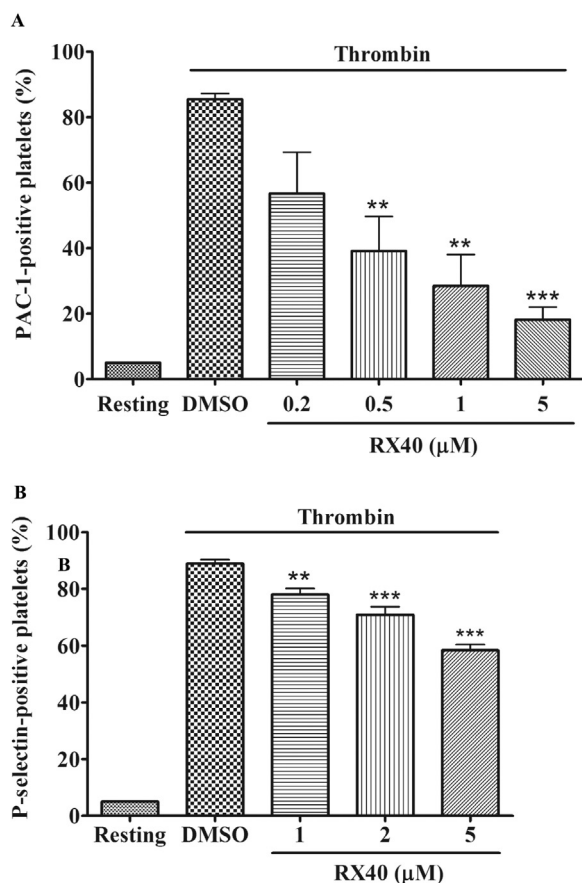 A
Thrombin
PAC-1-positive platelets (%)
100
80
60
40
20
0
**
**
***
Resting DMSO 0.2 0.5 1 5
RX40 (μM)
B
Thrombin
P-selectin-positive platelets (%)
100
80
60
40
20
0
B
**
***
***
Resting DMSO 1 2 5
RX40 (μM)